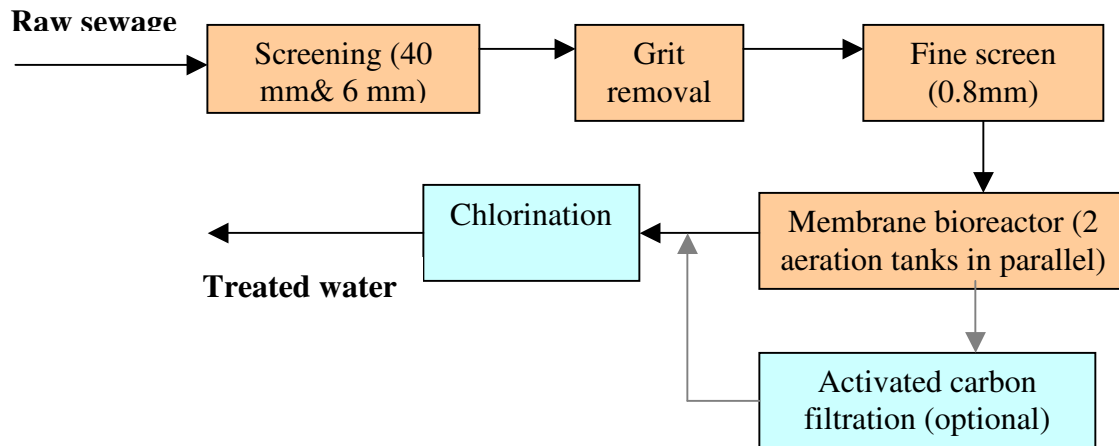 Raw sewage
Screening (40
mm& 6 mm)
Grit
removal
Fine screen
(0.8mm)
Membrane bioreactor (2
aeration tanks in parallel)
Chlorination
Treated water
Activated carbon
filtration (optional)